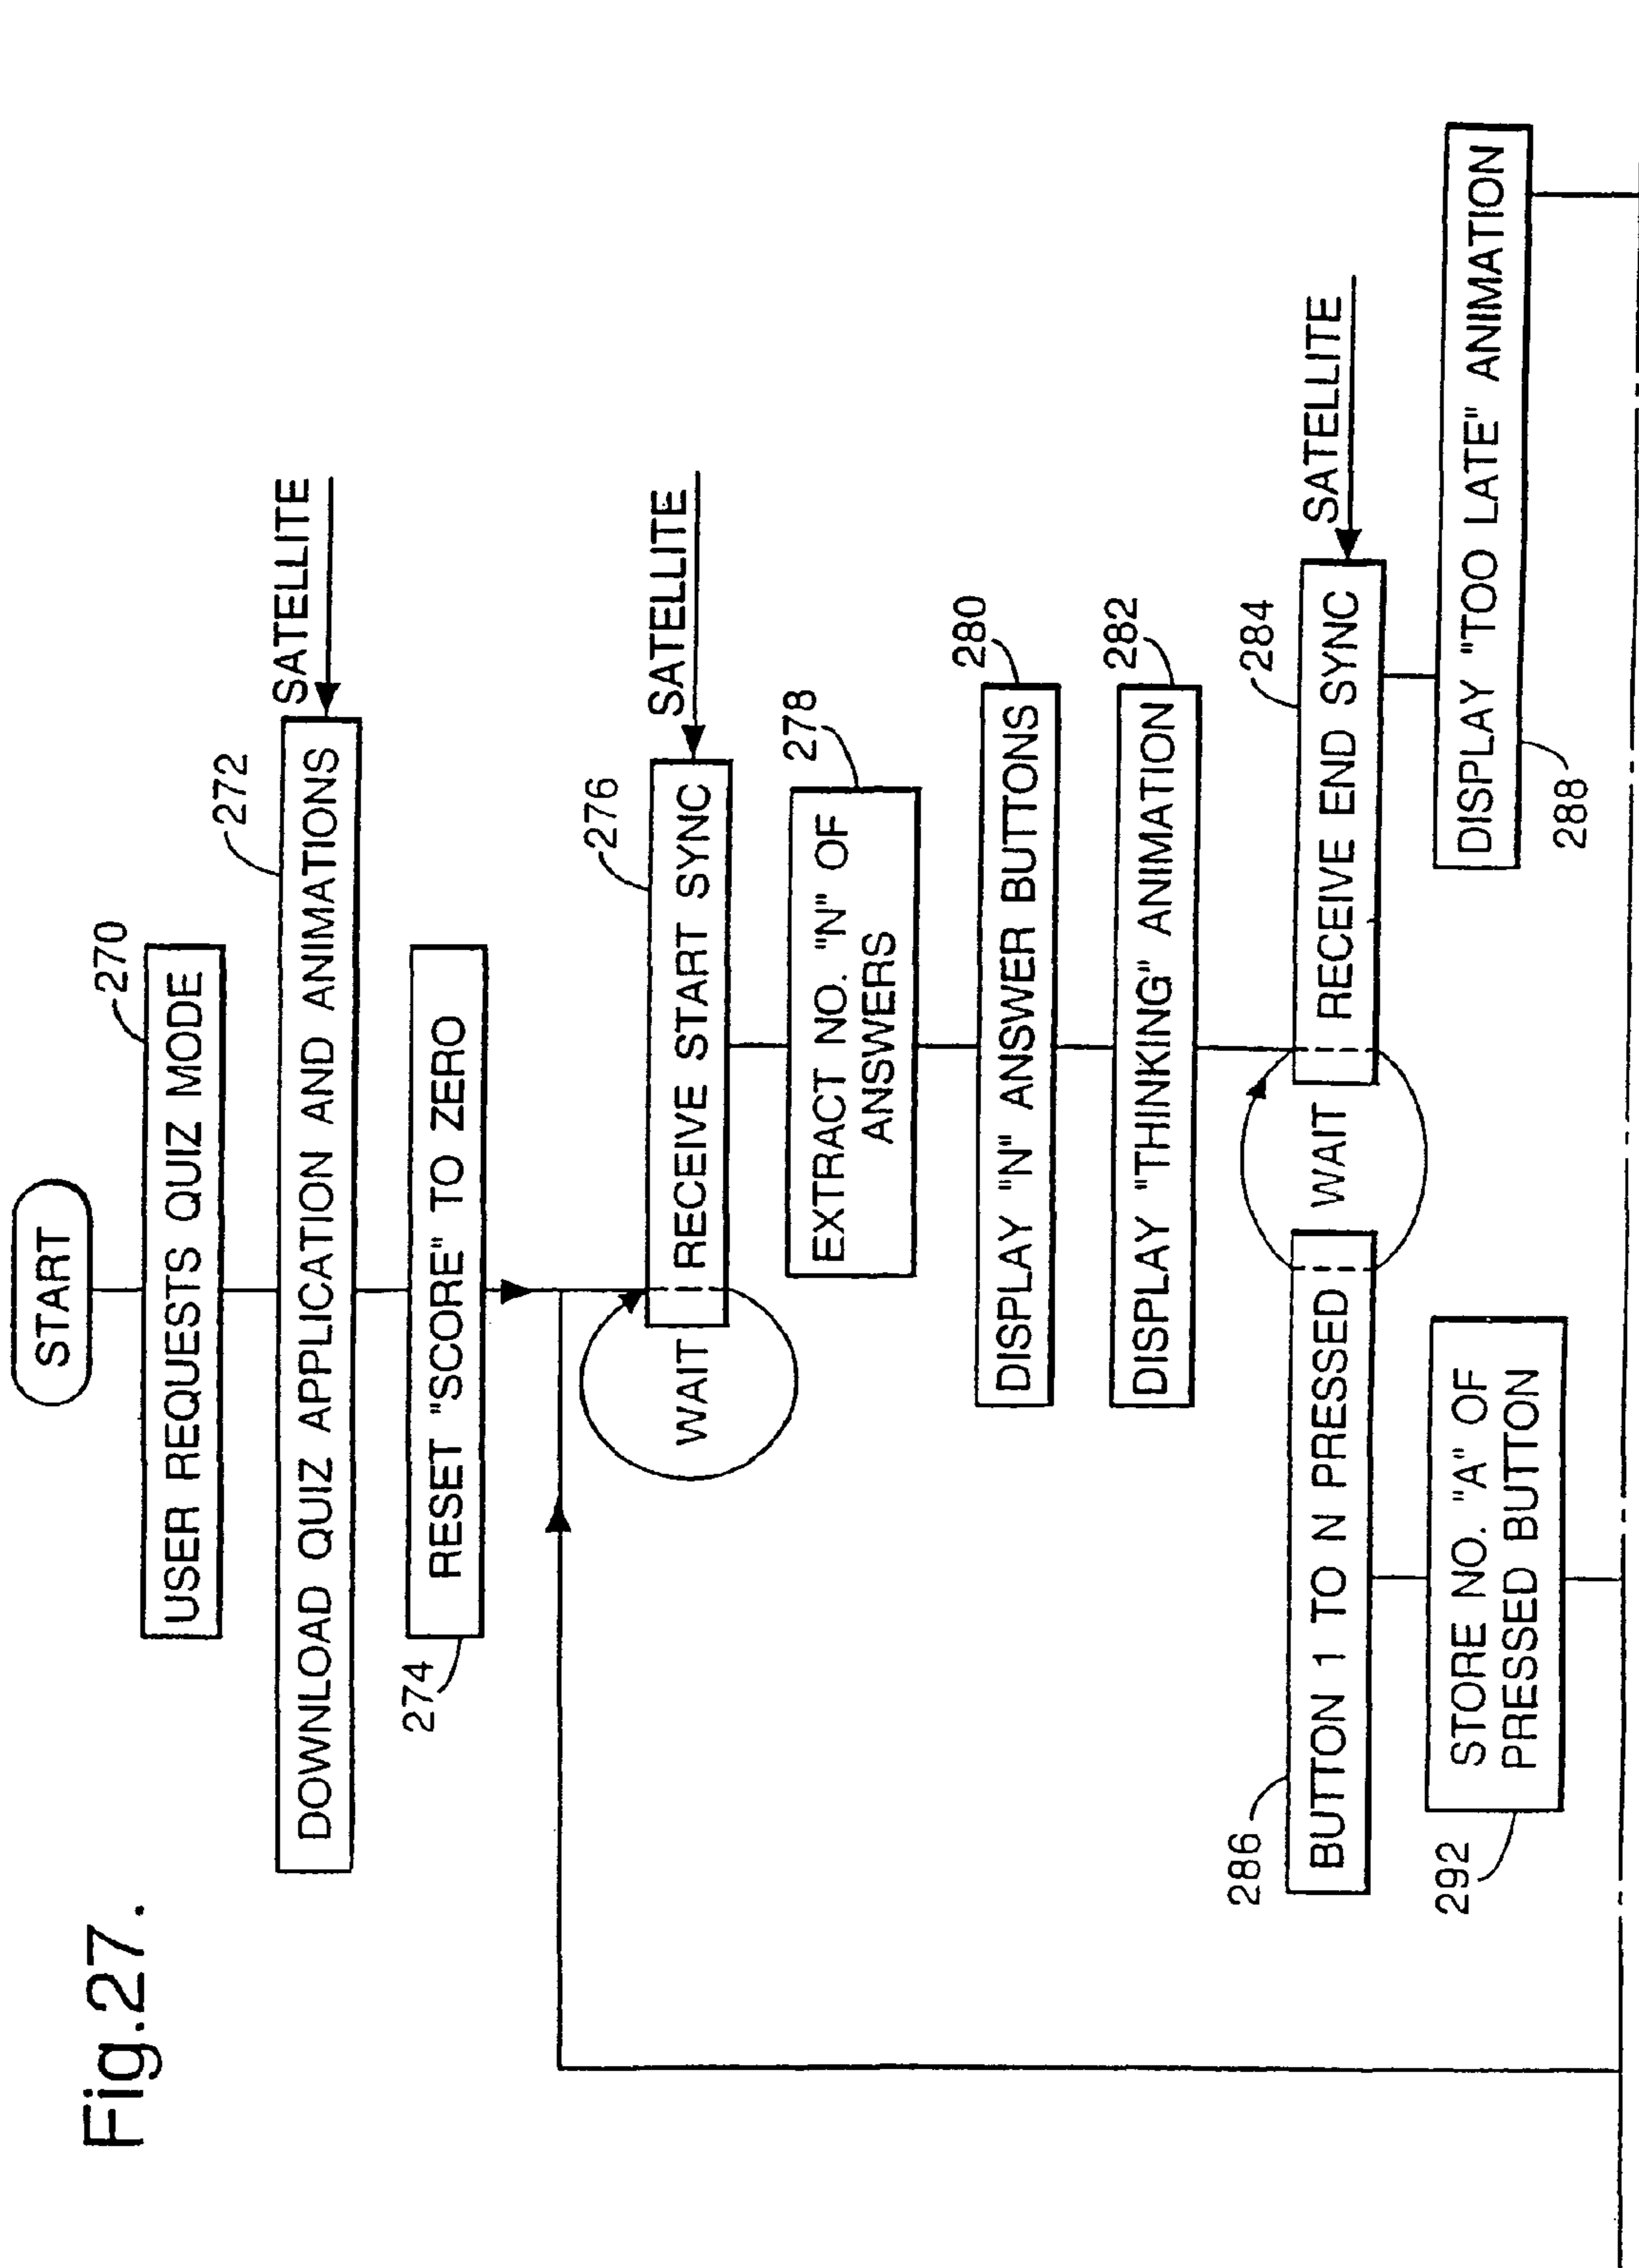 Fig.27.
START
270
USER REQUESTS QUIZ MODE
272
SATELLITE
DOWNLOAD QUIZ APPLICATION AND ANIMATIONS
RESET "SCORE" TO ZERO
274
276
SATELLITE
WAIT
RECEIVE START SYNC
278
EXTRACT NO. "N" OF
ANSWERS
280
DISPLAY "N" ANSWER BUTTONS
282
DISPLAY "THINKING" ANIMATION
286
284
SATELLITE
BUTTON 1 TO N PRESSED
WAIT
RECEIVE END SYNC
292
STORE NO. "A" OF
PRESSED BUTTON
DISPLAY "TOO LATE" ANIMATION
288